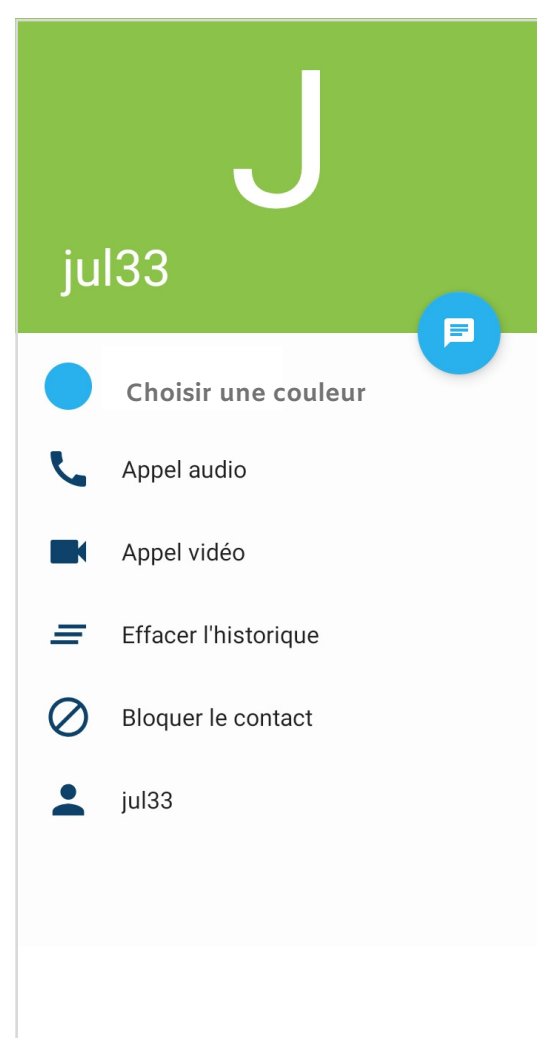 J
jul33
Choisir une couleur
Appel audio
Appel vidéo
Effacer l'historique
Bloquer le contact
jul33